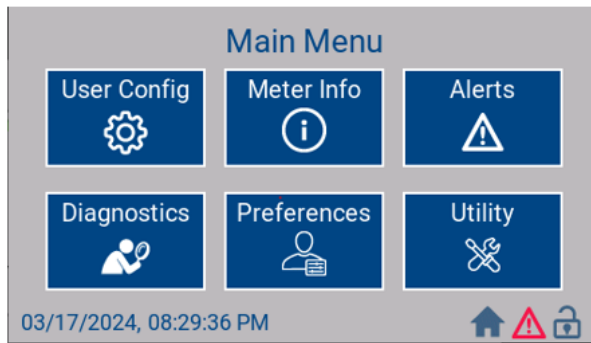 Main Menu
User Config
Meter Info
Alerts
Diagnostics
Preferences
Utility
03/17/2024, 08:29:36 PM